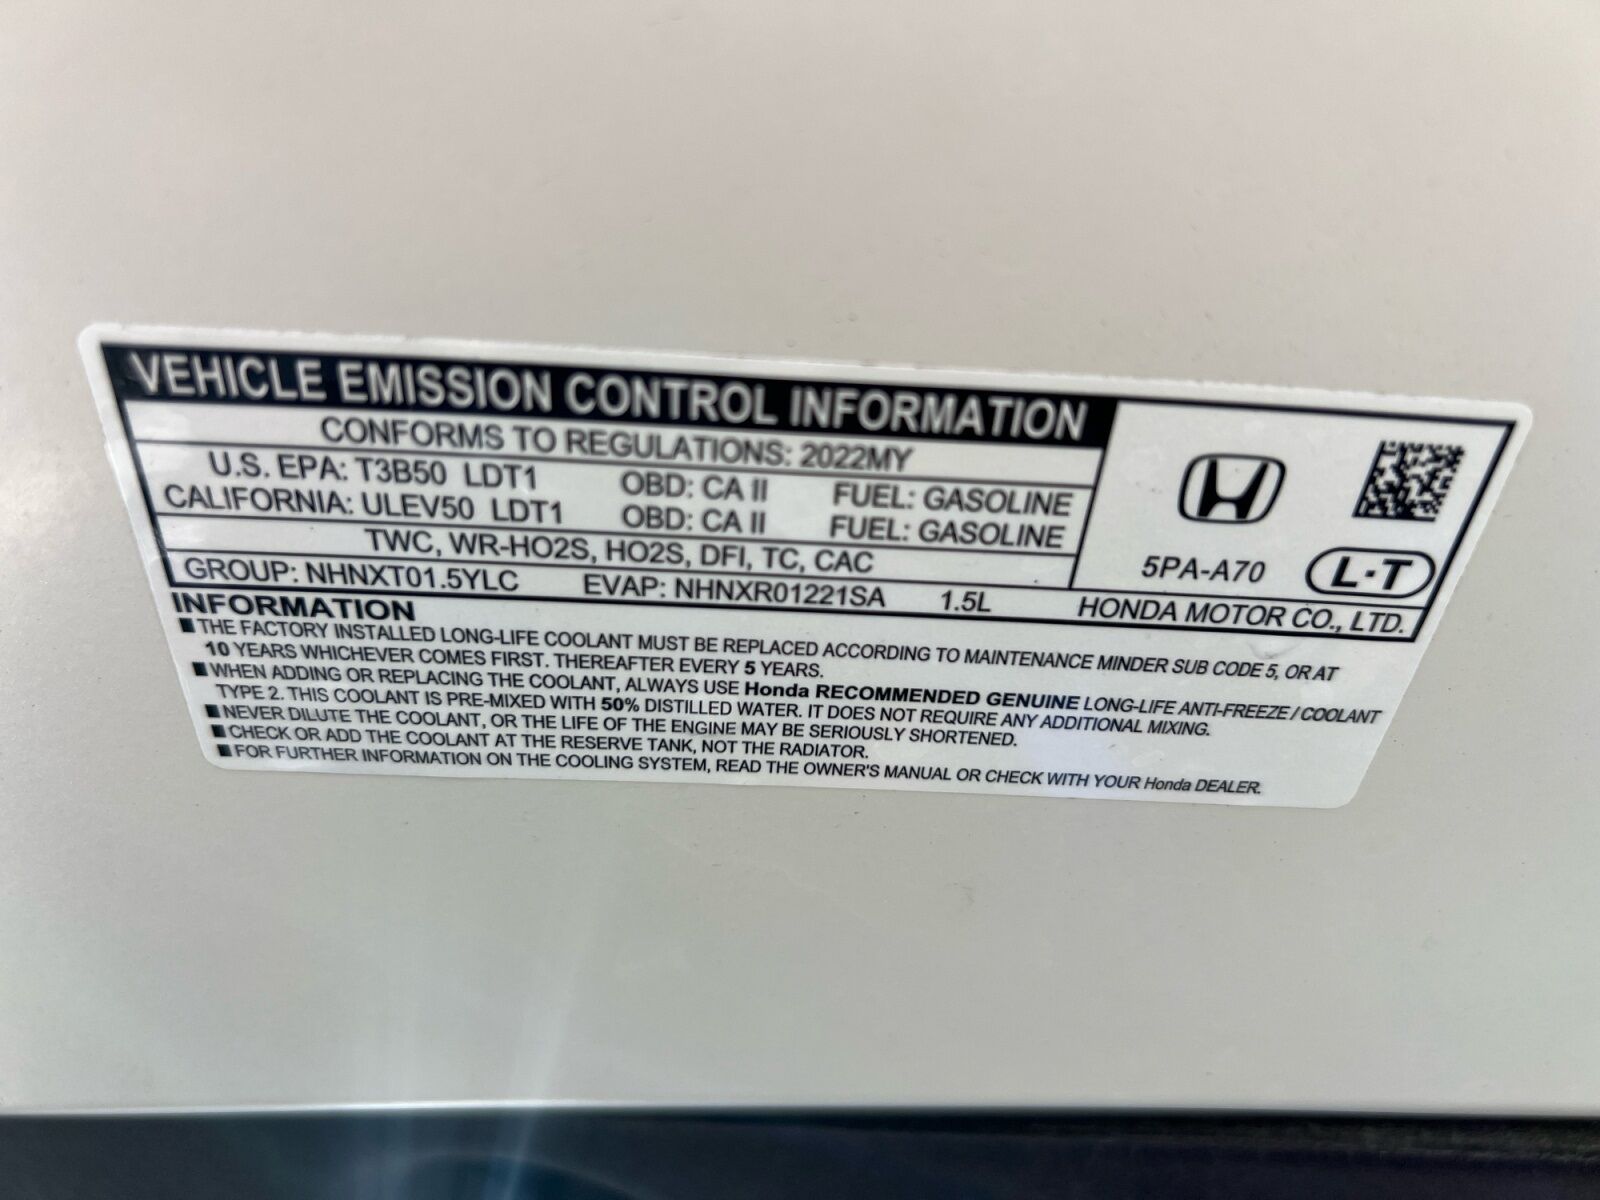 VEHICLE EMISSION CONTROL INFORMATION
CONFORMS TO REGULATIONS: 2022MY
U.S. EPA: T3B50 LDT1 OBD: CA II FUEL: GASOLINE
CALIFORNIA: ULEV50 LDT1 OBD: CA II FUEL: GASOLINE
TWC, WR-HO2S, HO2S, DFI, TC, CAC
5PA-A70 L·T
GROUP: NHNXT01.5YLC EVAP: NHNXR01221SA 1.5L HONDA MOTOR CO., LTD.
INFORMATION
■ THE FACTORY INSTALLED LONG-LIFE COOLANT MUST BE REPLACED ACCORDING TO MAINTENANCE MINDER SUB CODE 5, OR AT
10 YEARS WHICHEVER COMES FIRST. THEREAFTER EVERY 5 YEARS.
■ WHEN ADDING OR REPLACING THE COOLANT, ALWAYS USE Honda RECOMMENDED GENUINE LONG-LIFE ANTI-FREEZE / COOLANT
TYPE 2. THIS COOLANT IS PRE-MIXED WITH 50% DISTILLED WATER. IT DOES NOT REQUIRE ANY ADDITIONAL MIXING.
■ NEVER DILUTE THE COOLANT, OR THE LIFE OF THE ENGINE MAY BE SERIOUSLY SHORTENED.
■ CHECK OR ADD THE COOLANT AT THE RESERVE TANK, NOT THE RADIATOR.
■ FOR FURTHER INFORMATION ON THE COOLING SYSTEM, READ THE OWNER'S MANUAL OR CHECK WITH YOUR Honda DEALER.